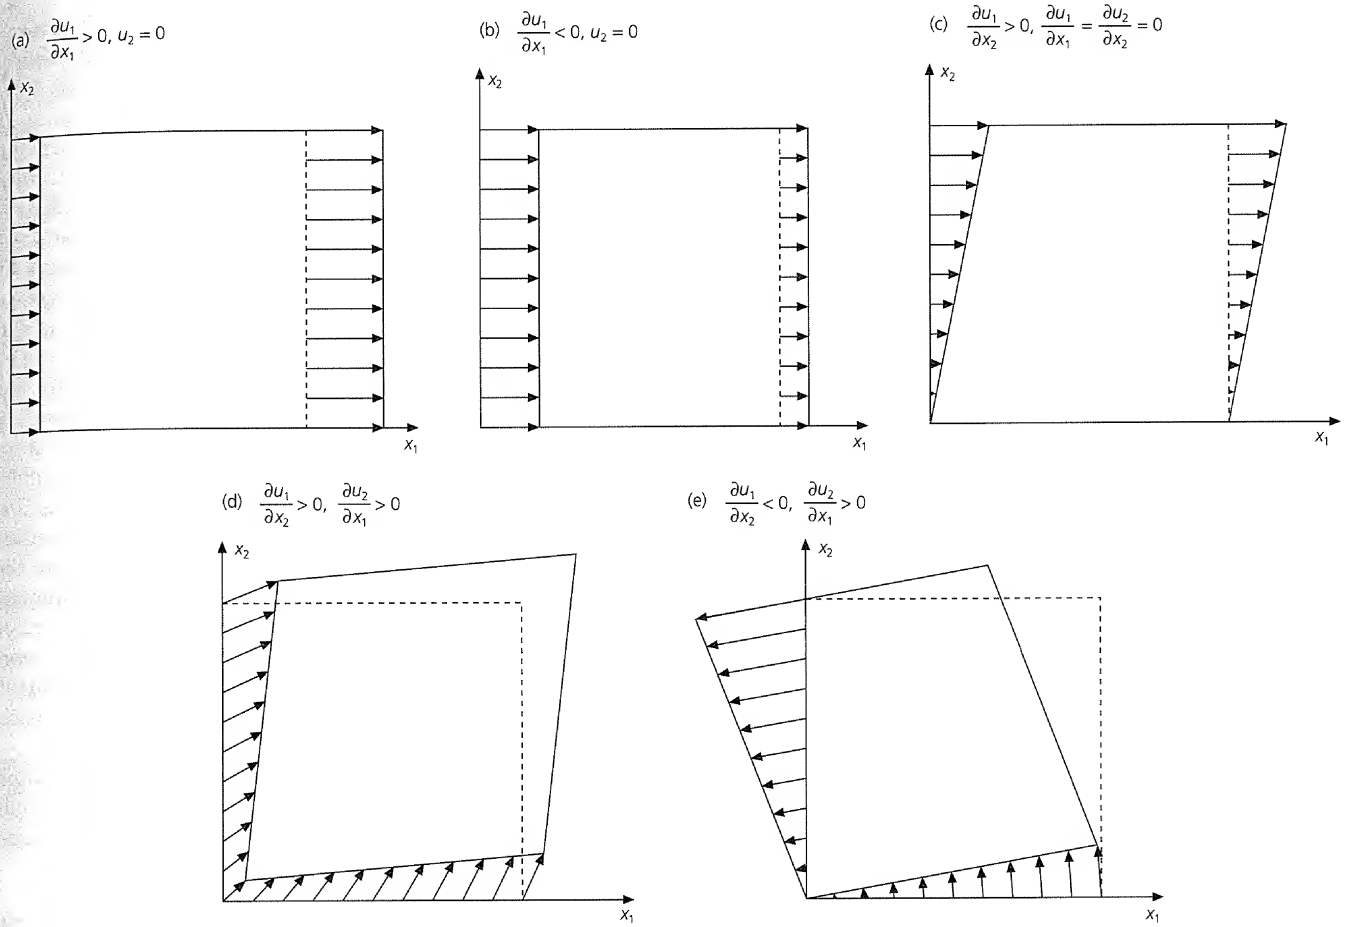 (a) ∂u₁/∂x₁ > 0, u₂ = 0
(b) ∂u₁/∂x₁ < 0, u₂ = 0
(c) ∂u₁/∂x₂ > 0, ∂u₁/∂x₁ = ∂u₂/∂x₂ = 0
x₂
x₂
x₂
x₁
x₁
x₁
(d) ∂u₁/∂x₂ > 0, ∂u₂/∂x₁ > 0
(e) ∂u₁/∂x₂ < 0, ∂u₂/∂x₁ > 0
x₂
x₂
x₁
x₁